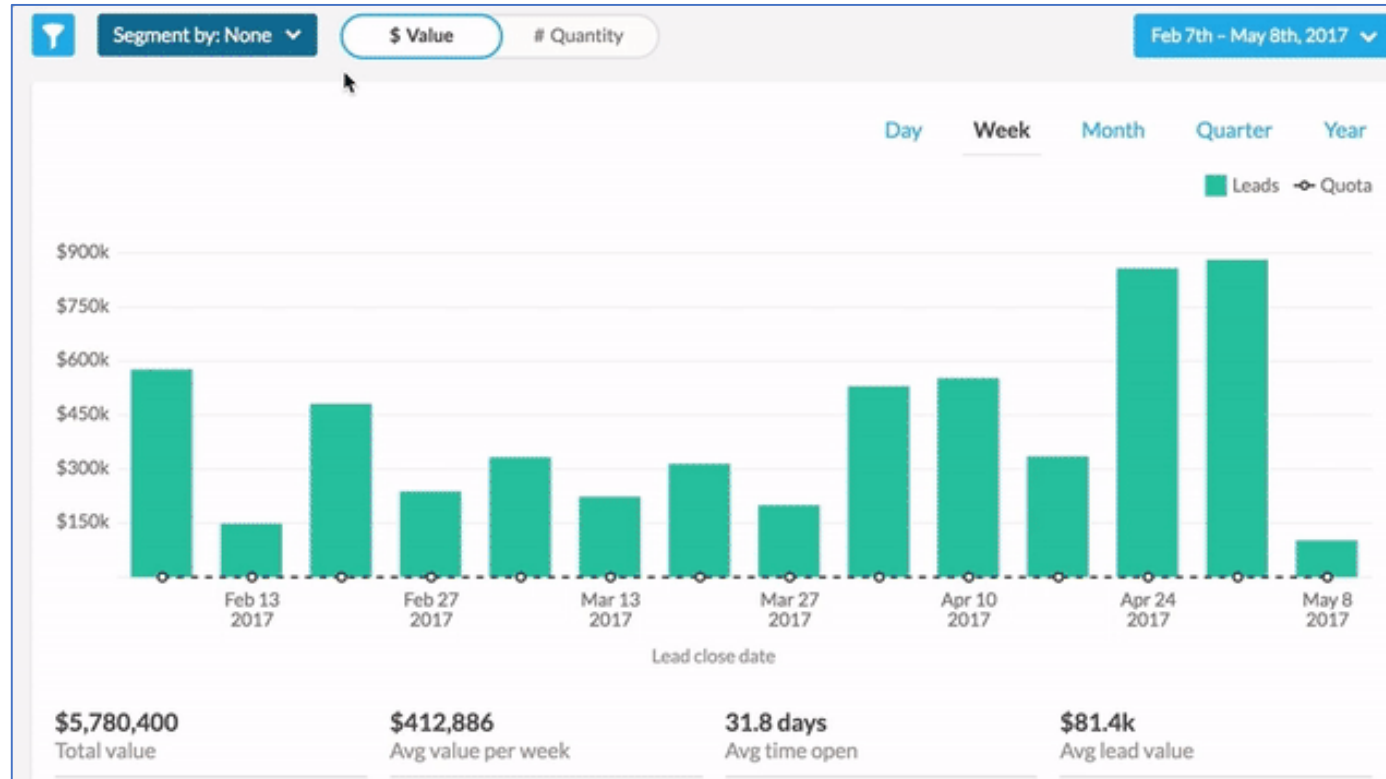 Segment by: None
$ Value
# Quantity
Feb 7th - May 8th, 2017
Day Week Month Quarter Year
Leads Quota
$900k
$750k
$600k
$450k
$300k
$150k
Feb 13 2017
Feb 27 2017
Mar 13 2017
Mar 27 2017
Apr 10 2017
Apr 24 2017
May 8 2017
Lead close date
$5,780,400
Total value
$412,886
Avg value per week
31.8 days
Avg time open
$81.4k
Avg lead value